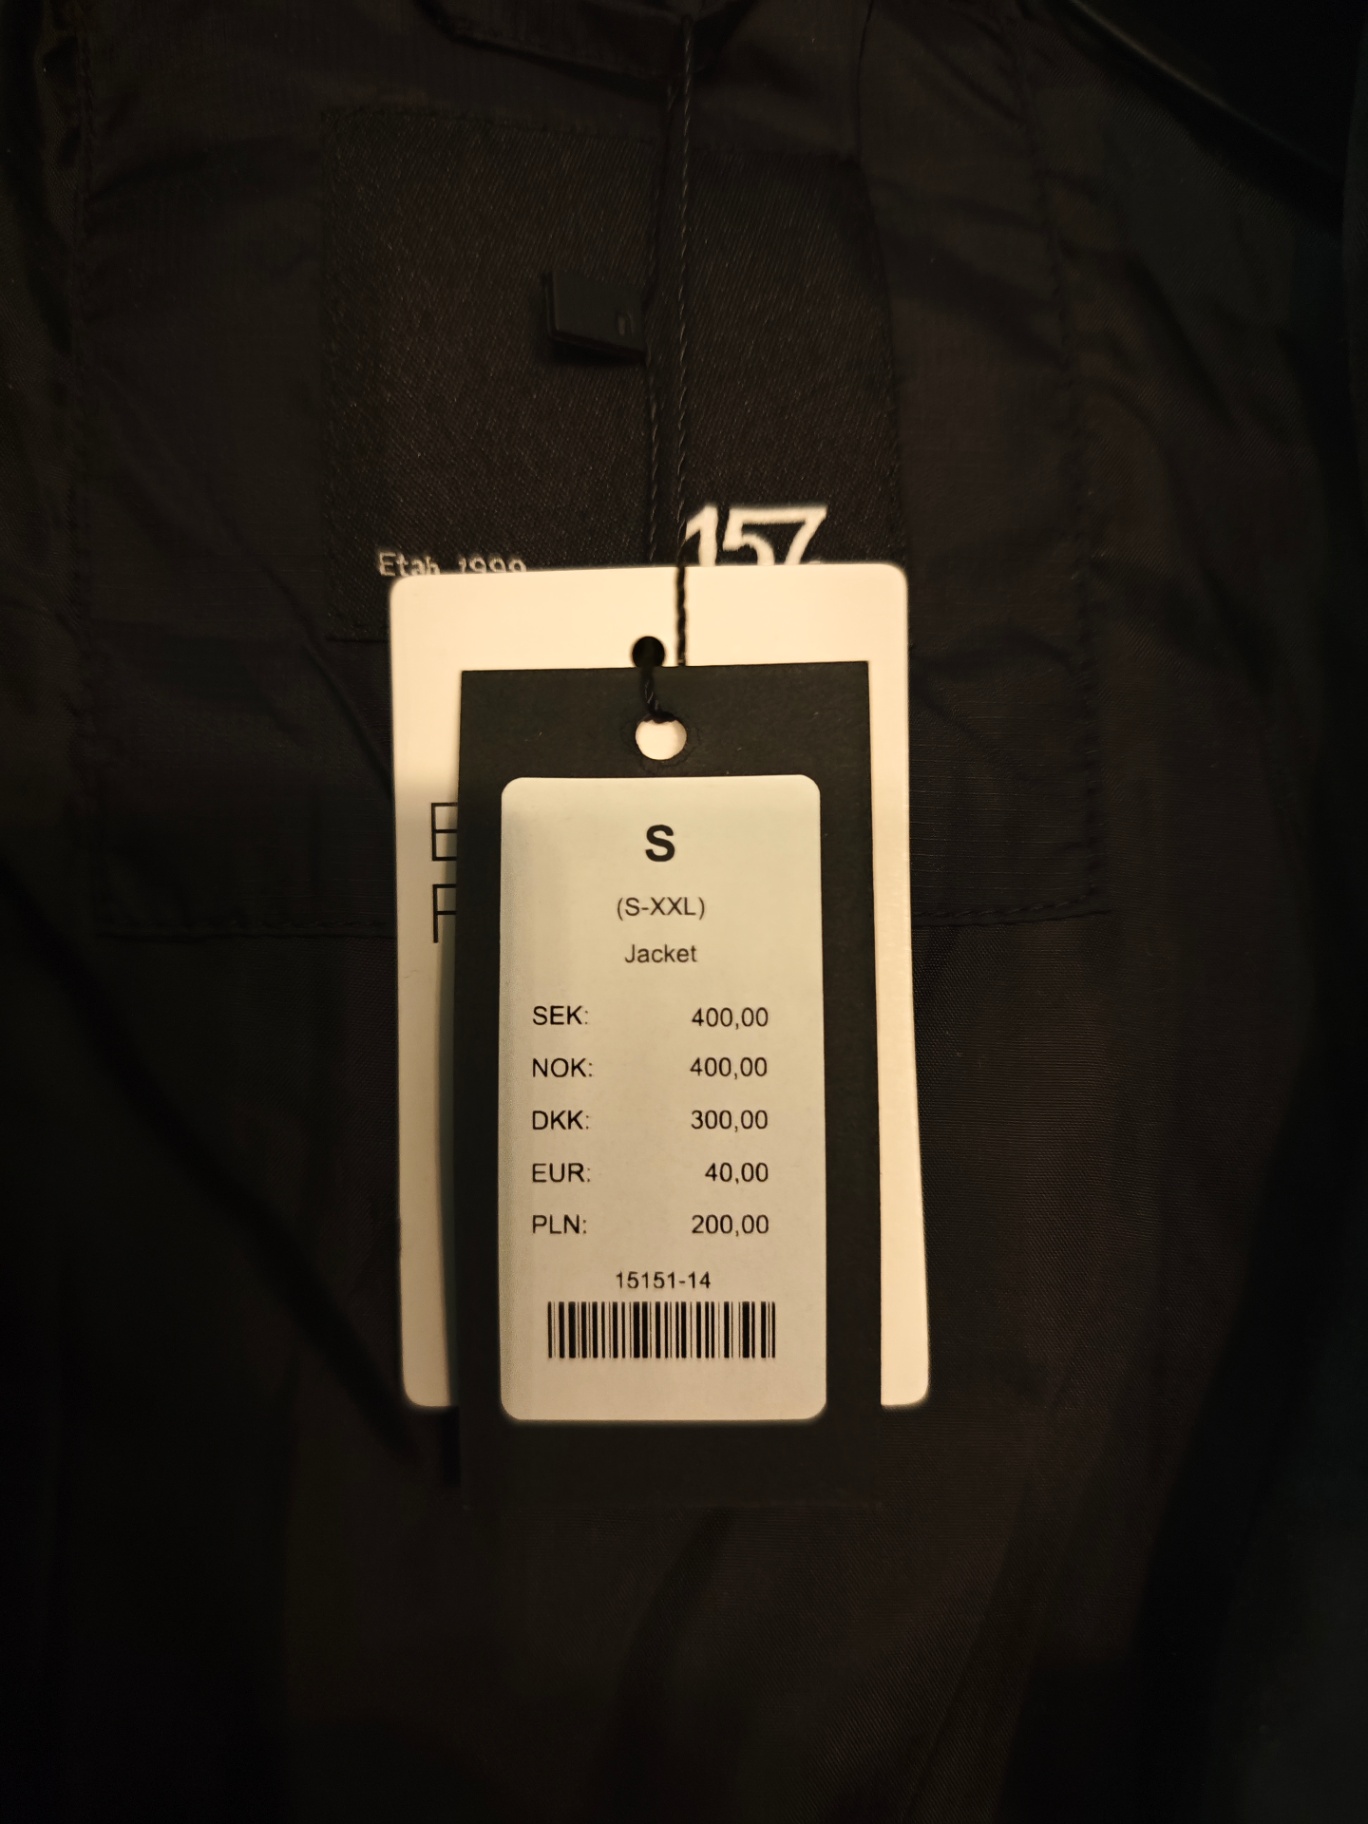 157
Etab. 1999
S
(S-XXL)
Jacket
SEK: 400,00
NOK: 400,00
DKK: 300,00
EUR: 40,00
PLN: 200,00
15151-14